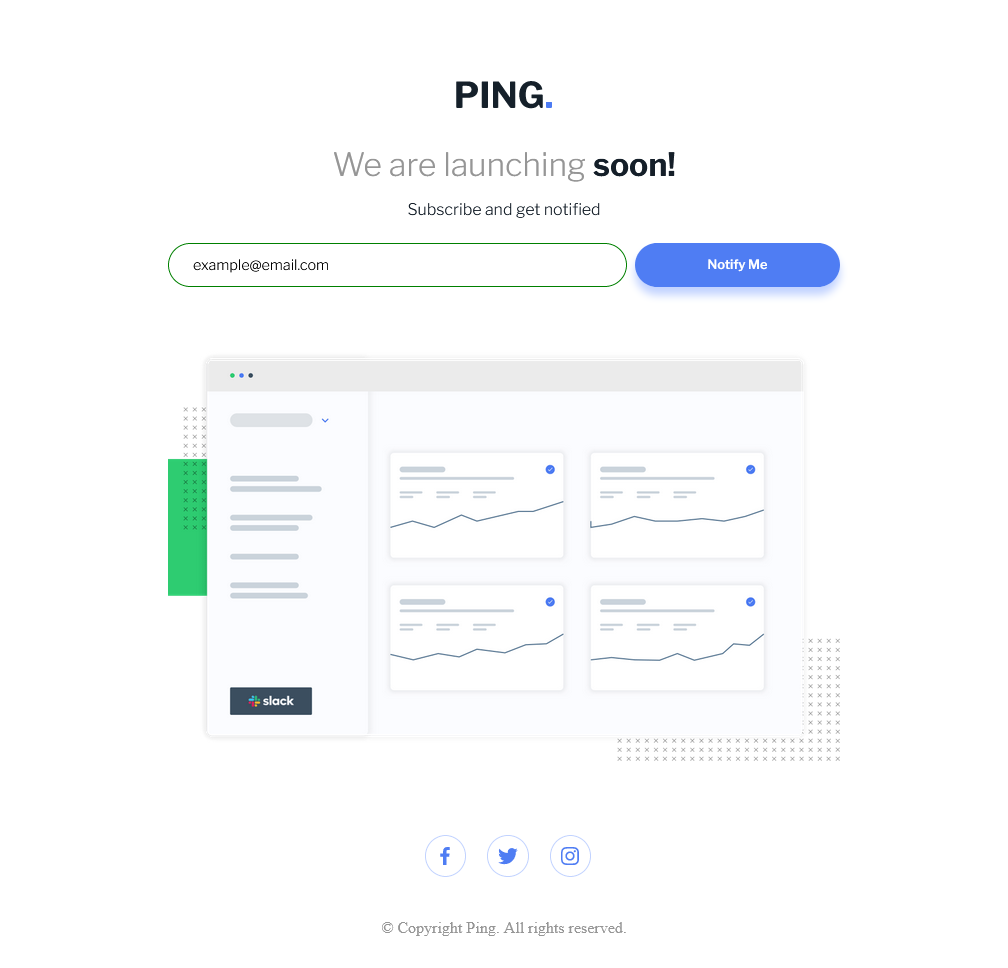 PING.
We are launching soon!
Subscribe and get notified
example@email.com
Notify Me
slack
© Copyright Ping. All rights reserved.